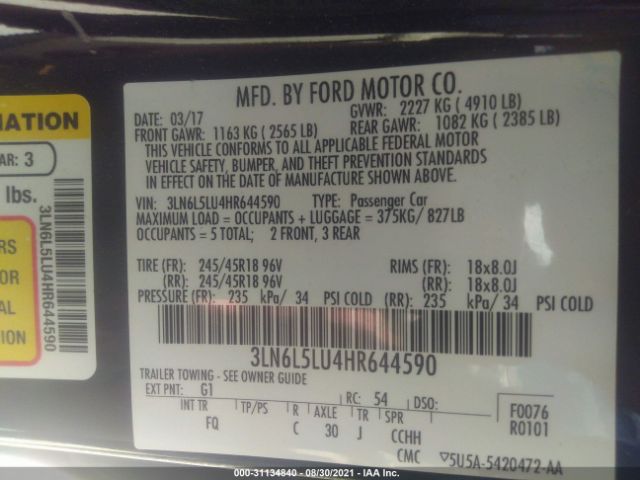 MFD. BY FORD MOTOR CO.
DATE: 03/17 GVWR: 2227 KG ( 4910 LB)
FRONT GAWR: 1163 KG ( 2565 LB) REAR GAWR: 1082 KG ( 2385 LB)
THIS VEHICLE CONFORMS TO ALL APPLICABLE FEDERAL MOTOR
VEHICLE SAFETY, BUMPER, AND THEFT PREVENTION STANDARDS
IN EFFECT ON THE DATE OF MANUFACTURE SHOWN ABOVE.
VIN: 3LN6L5LU4HR644590 TYPE: Passenger Car
MAXIMUM LOAD = OCCUPANTS + LUGGAGE = 375KG/ 827LB
OCCUPANTS = 5 TOTAL; 2 FRONT, 3 REAR
TIRE (FR): 245/45R18 96V RIMS (FR): 18x8.0J
(RR): 245/45R18 96V (RR): 18x8.0J
PRESSURE (FR): 235 kPa/ 34 PSI COLD (RR): 235 kPa/ 34 PSI COLD
3LN6L5LU4HR644590
TRAILER TOWING - SEE OWNER GUIDE
EXT PNT: G1 RC: 54 DSO:
INT TR TP/PS R AXLE TR SPR F0076
FQ C 30 J CCHH R0101
CMC ▽5U5A-5420472-AA
MATION
AR: 3
lbs.
3LN6L5LU4HR644590
RS
OR
AL
TION
000-31134840 - 08/30/2021 - IAA Inc.